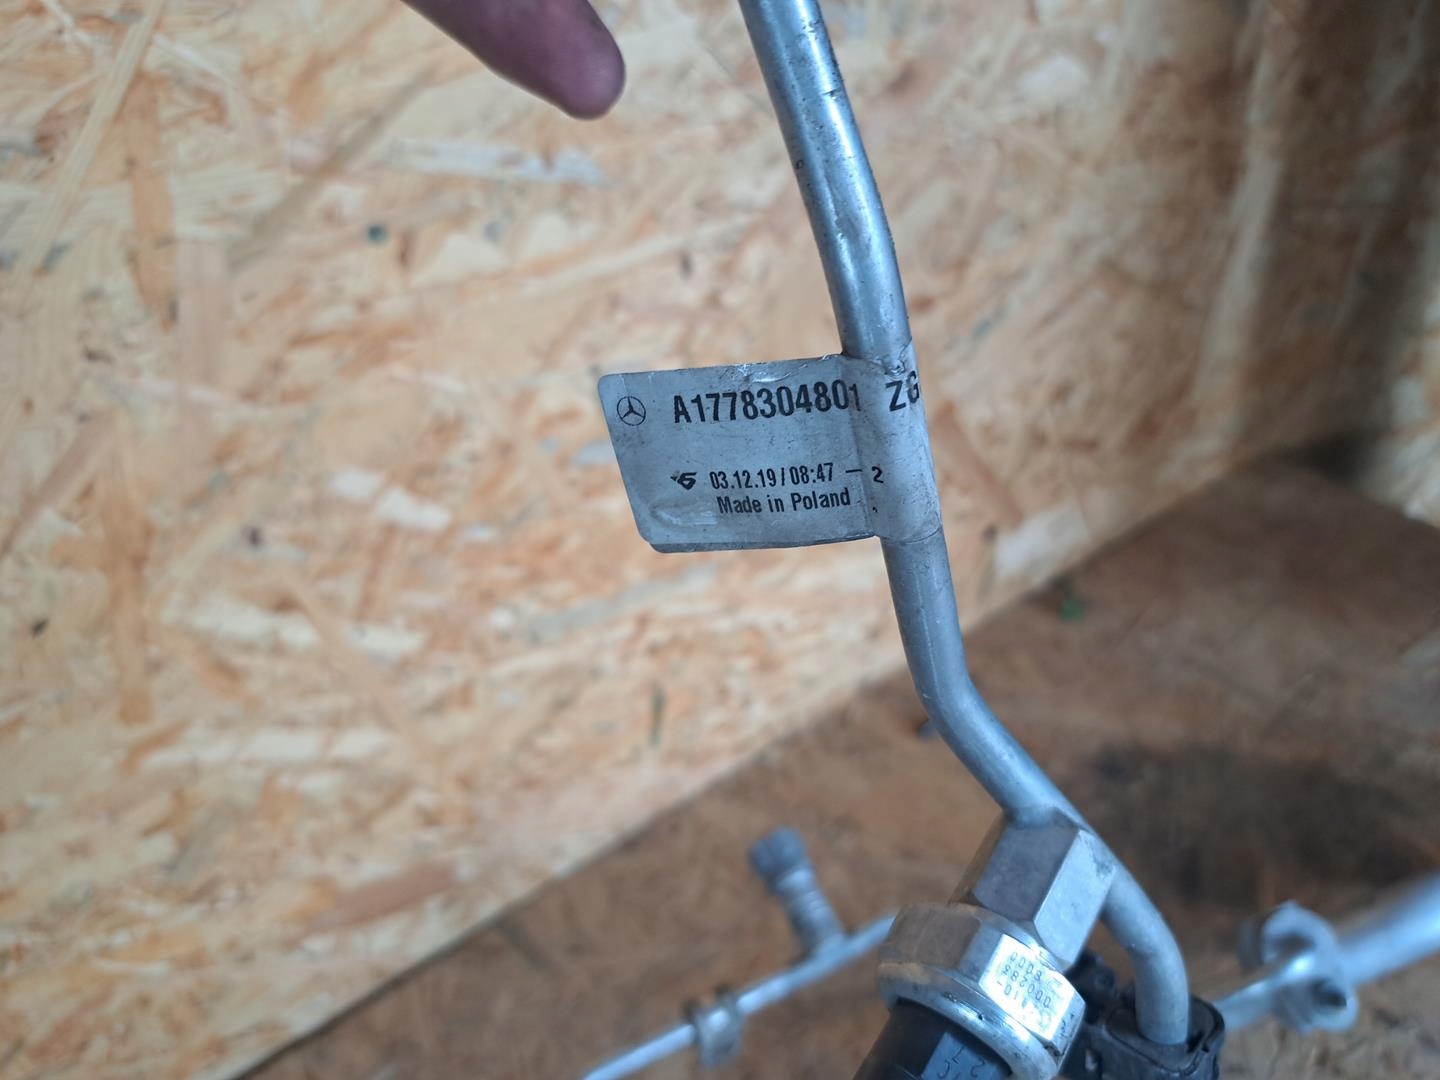 A1778304801 ZG
03.12.19/08:47 - 2
Made in Poland